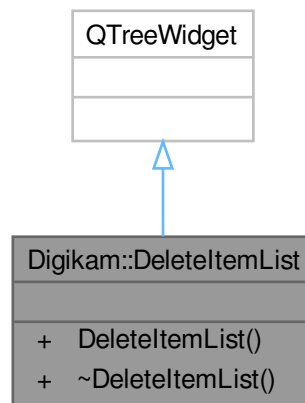 QTreeWidget
Digikam::DeleteItemList
+ DeleteItemList()
+ ~DeleteItemList()